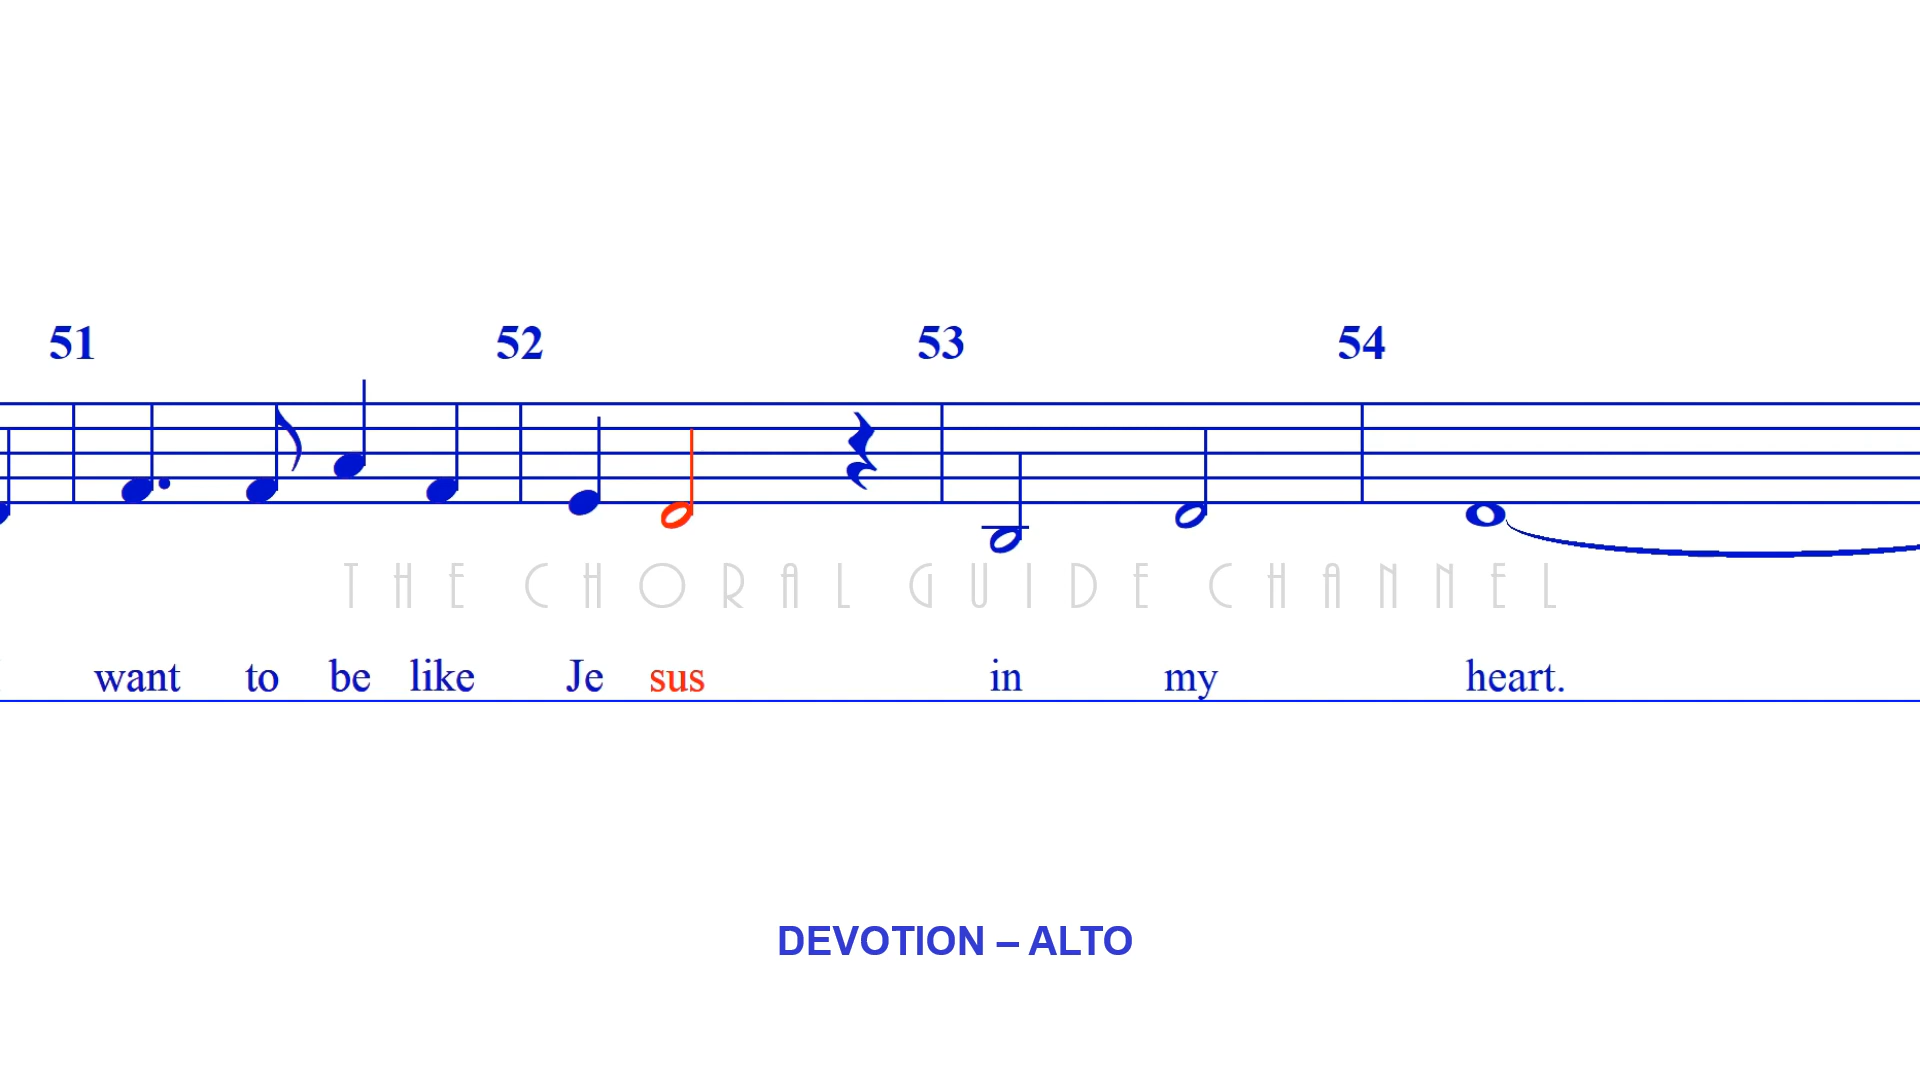 51 52 53 54
THE CHORAL GUIDE CHANNEL
want to be like Je sus in my heart.
DEVOTION – ALTO